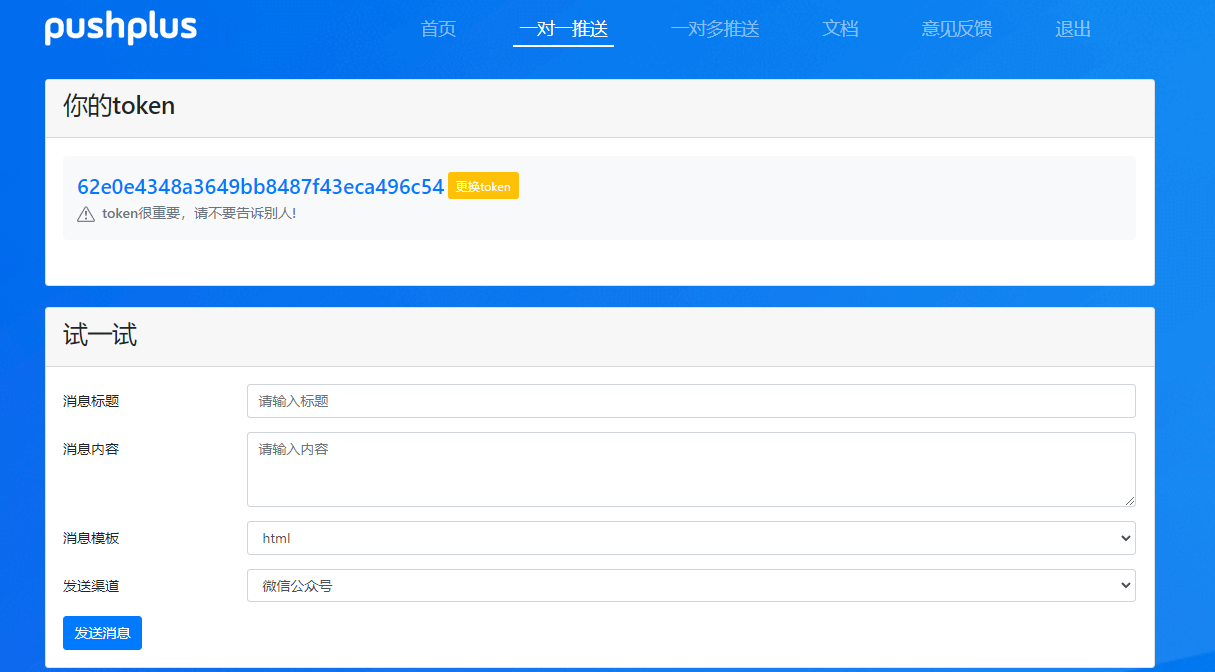 pushplus 首页 一对一推送 一对多推送 文档 意见反馈 退出
你的token
62e0e4348a3649bb8487f43eca496c54 更换token
token很重要，请不要告诉别人!
试一试
消息标题 请输入标题
消息内容 请输入内容
消息模板 html
发送渠道 微信公众号
发送消息